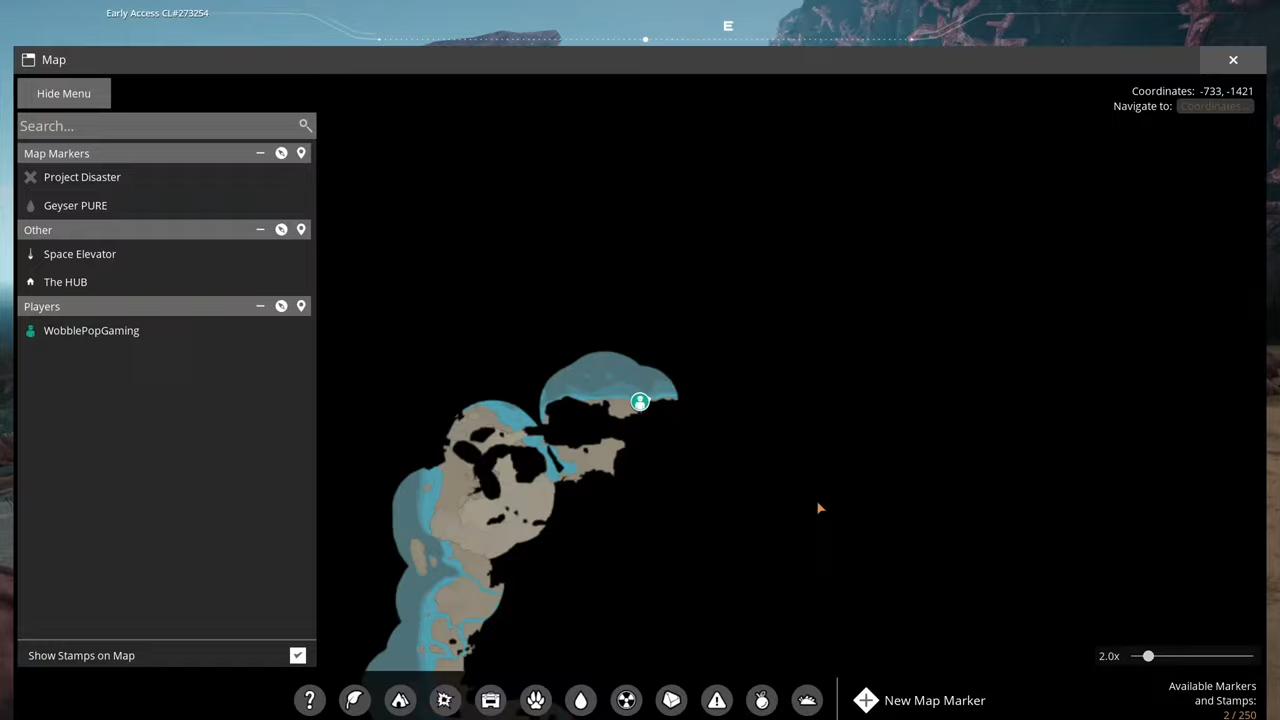 Early Access CL#273254
E
Map
Hide Menu
Coordinates: -733, -1421
Navigate to: Coordinates...
Search...
Map Markers
Project Disaster
Geyser PURE
Other
Space Elevator
The HUB
Players
WobblePopGaming
Show Stamps on Map
2.0x
?
New Map Marker
Available Markers
and Stamps:
2 / 250